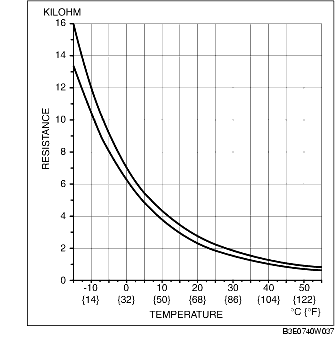 KILOHM
16
14
12
10
8
6
4
2
0
RESISTANCE
-10 0 10 20 30 40 50
{14} {32} {50} {68} {86} {104} {122}
TEMPERATURE °C {°F}
B3E0740W037